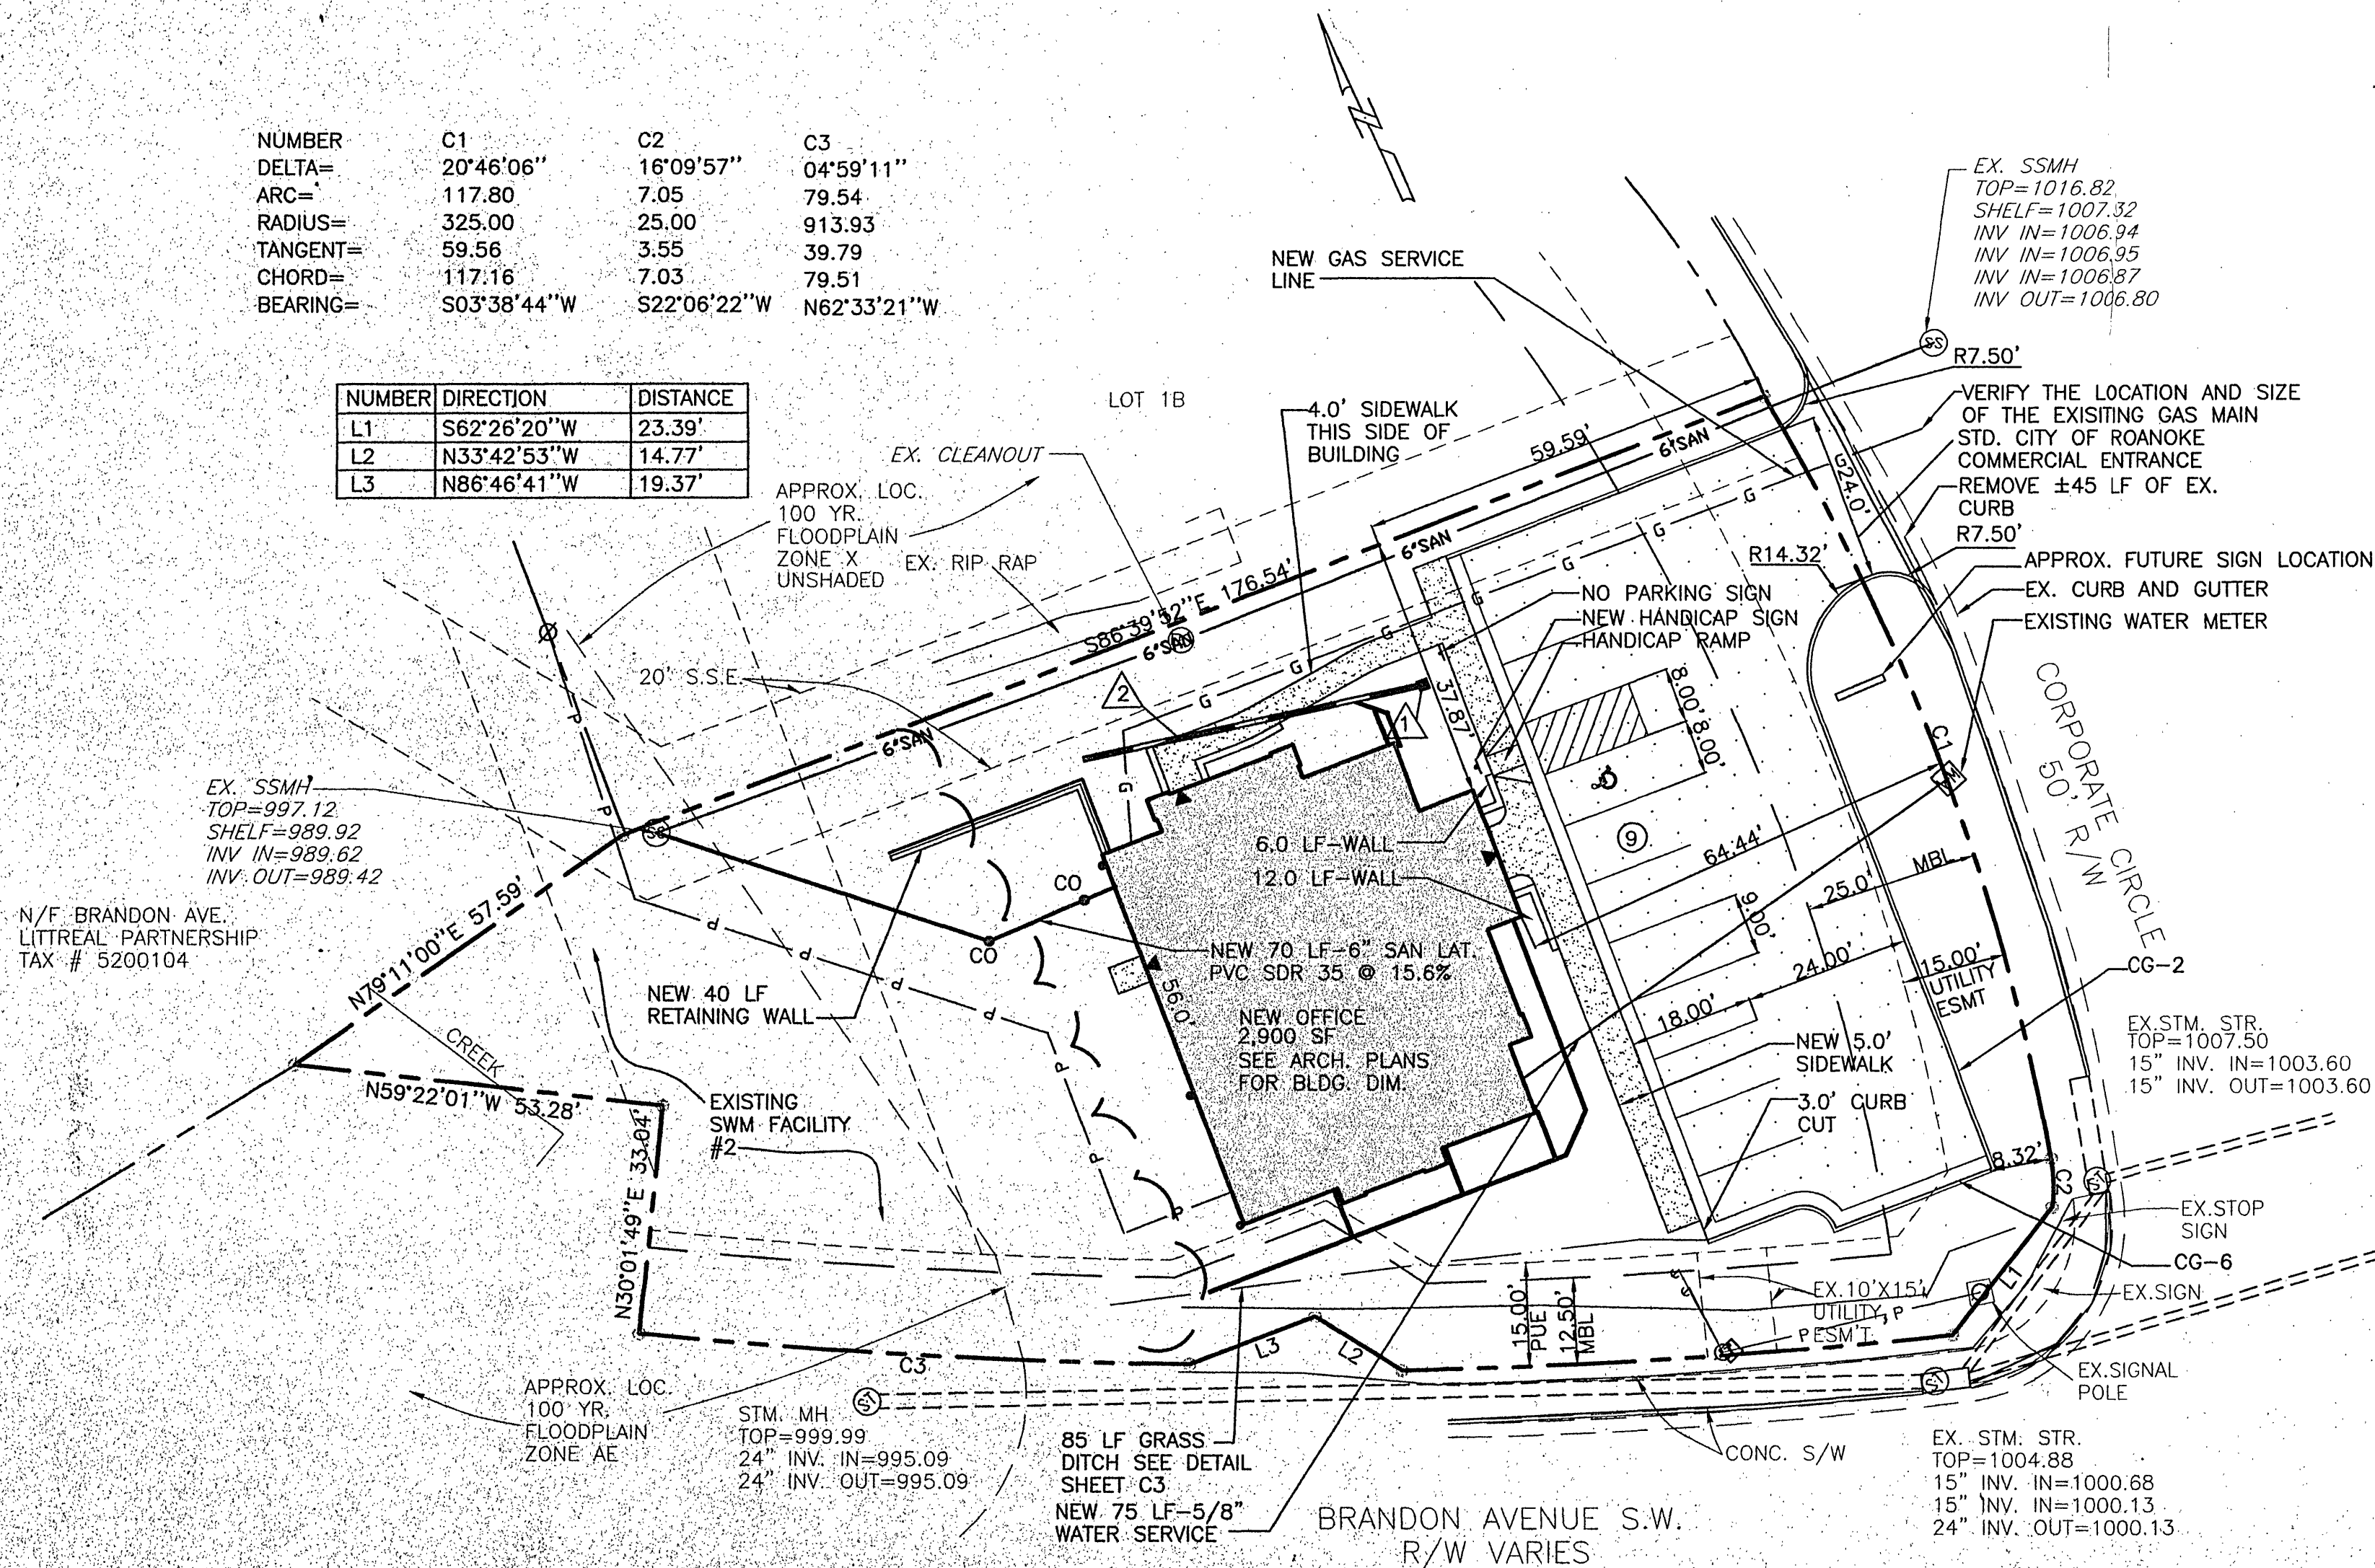 NUMBER C1 C2 C3
DELTA= 20°46'06'' 16°09'57'' 04°59'11''
ARC= 117.80 7.05 79.54
RADIUS= 325.00 25.00 913.93
TANGENT= 59.56 3.55 39.79
CHORD= 117.16 7.03 79.51
BEARING= S03°38'44''W S22°06'22''W N62°33'21''W
NUMBER DIRECTION DISTANCE
L1 S62°26'20''W 23.39'
L2 N33°42'53''W 14.77'
L3 N86°46'41''W 19.37'
N
EX. SSMH
TOP=1016.82
SHELF=1007.32
INV IN=1006.94
INV IN=1006.95
INV IN=1006.87
INV OUT=1006.80
SS
NEW GAS SERVICE
LINE
LOT 1B
4.0' SIDEWALK
THIS SIDE OF
BUILDING
59.59'
6"SAN
R7.50'
VERIFY THE LOCATION AND SIZE
OF THE EXISITING GAS MAIN
STD. CITY OF ROANOKE
COMMERCIAL ENTRANCE
REMOVE ±45 LF OF EX.
CURB
R7.50'
APPROX. FUTURE SIGN LOCATION
EX. CURB AND GUTTER
EXISTING WATER METER
G
24.0'
R14.32'
EX. CLEANOUT
APPROX. LOC.
100 YR.
FLOODPLAIN
ZONE X
UNSHADED
EX. RIP RAP
S86°39'52''E 176.54'
6"SAN
6"SAN
6"SAN
G
G
G
G
G
G
G
G
NO PARKING SIGN
NEW HANDICAP SIGN
HANDICAP RAMP
20' S.S.E.
2
1
37.87'
8.00'
8.00'
9
64.44'
C1
CORPORATE CIRCLE
50' R/W
EX. SSMH
TOP=997.12
SHELF=989.92
INV IN=989.62
INV OUT=989.42
SS
P
P
N/F BRANDON AVE.
LITTREAL PARTNERSHIP
TAX # 5200104
N79°11'00''E 57.59'
CREEK
N59°22'01''W 53.28'
N30°01'49''E 33.04'
6.0 LF-WALL
12.0 LF-WALL
CO
CO
NEW 70 LF-6" SAN LAT.
PVC SDR 35 @ 15.6%
NEW 40 LF
RETAINING WALL
56.0'
NEW OFFICE
2,900 SF
SEE ARCH. PLANS
FOR BLDG. DIM.
EXISTING
SWM FACILITY
#2
P
P
P
P
P
P
P
P
MBL
25.0'
9.00'
24.00'
18.00'
15.00'
UTILITY
ESMT
CG-2
NEW 5.0'
SIDEWALK
3.0' CURB
CUT
EX.STM. STR.
TOP=1007.50
15" INV. IN=1003.60
15" INV. OUT=1003.60
8.32'
C2
ST
EX.STOP
SIGN
CG-6
EX.SIGN
L1
EX.10'X15'
UTILITY
ESM'T
P
P
15.00'
PUE
12.50'
MBL
C3
L3
L2
EX.SIGNAL
POLE
ST
ST
APPROX. LOC.
100 YR.
FLOODPLAIN
ZONE AE
STM. MH
TOP=999.99
24" INV. IN=995.09
24" INV. OUT=995.09
85 LF GRASS
DITCH SEE DETAIL
SHEET C3
NEW 75 LF-5/8"
WATER SERVICE
CONC. S/W
EX. STM. STR.
TOP=1004.88
15" INV. IN=1000.68
15" INV. IN=1000.13
24" INV. OUT=1000.13
BRANDON AVENUE S.W.
R/W VARIES